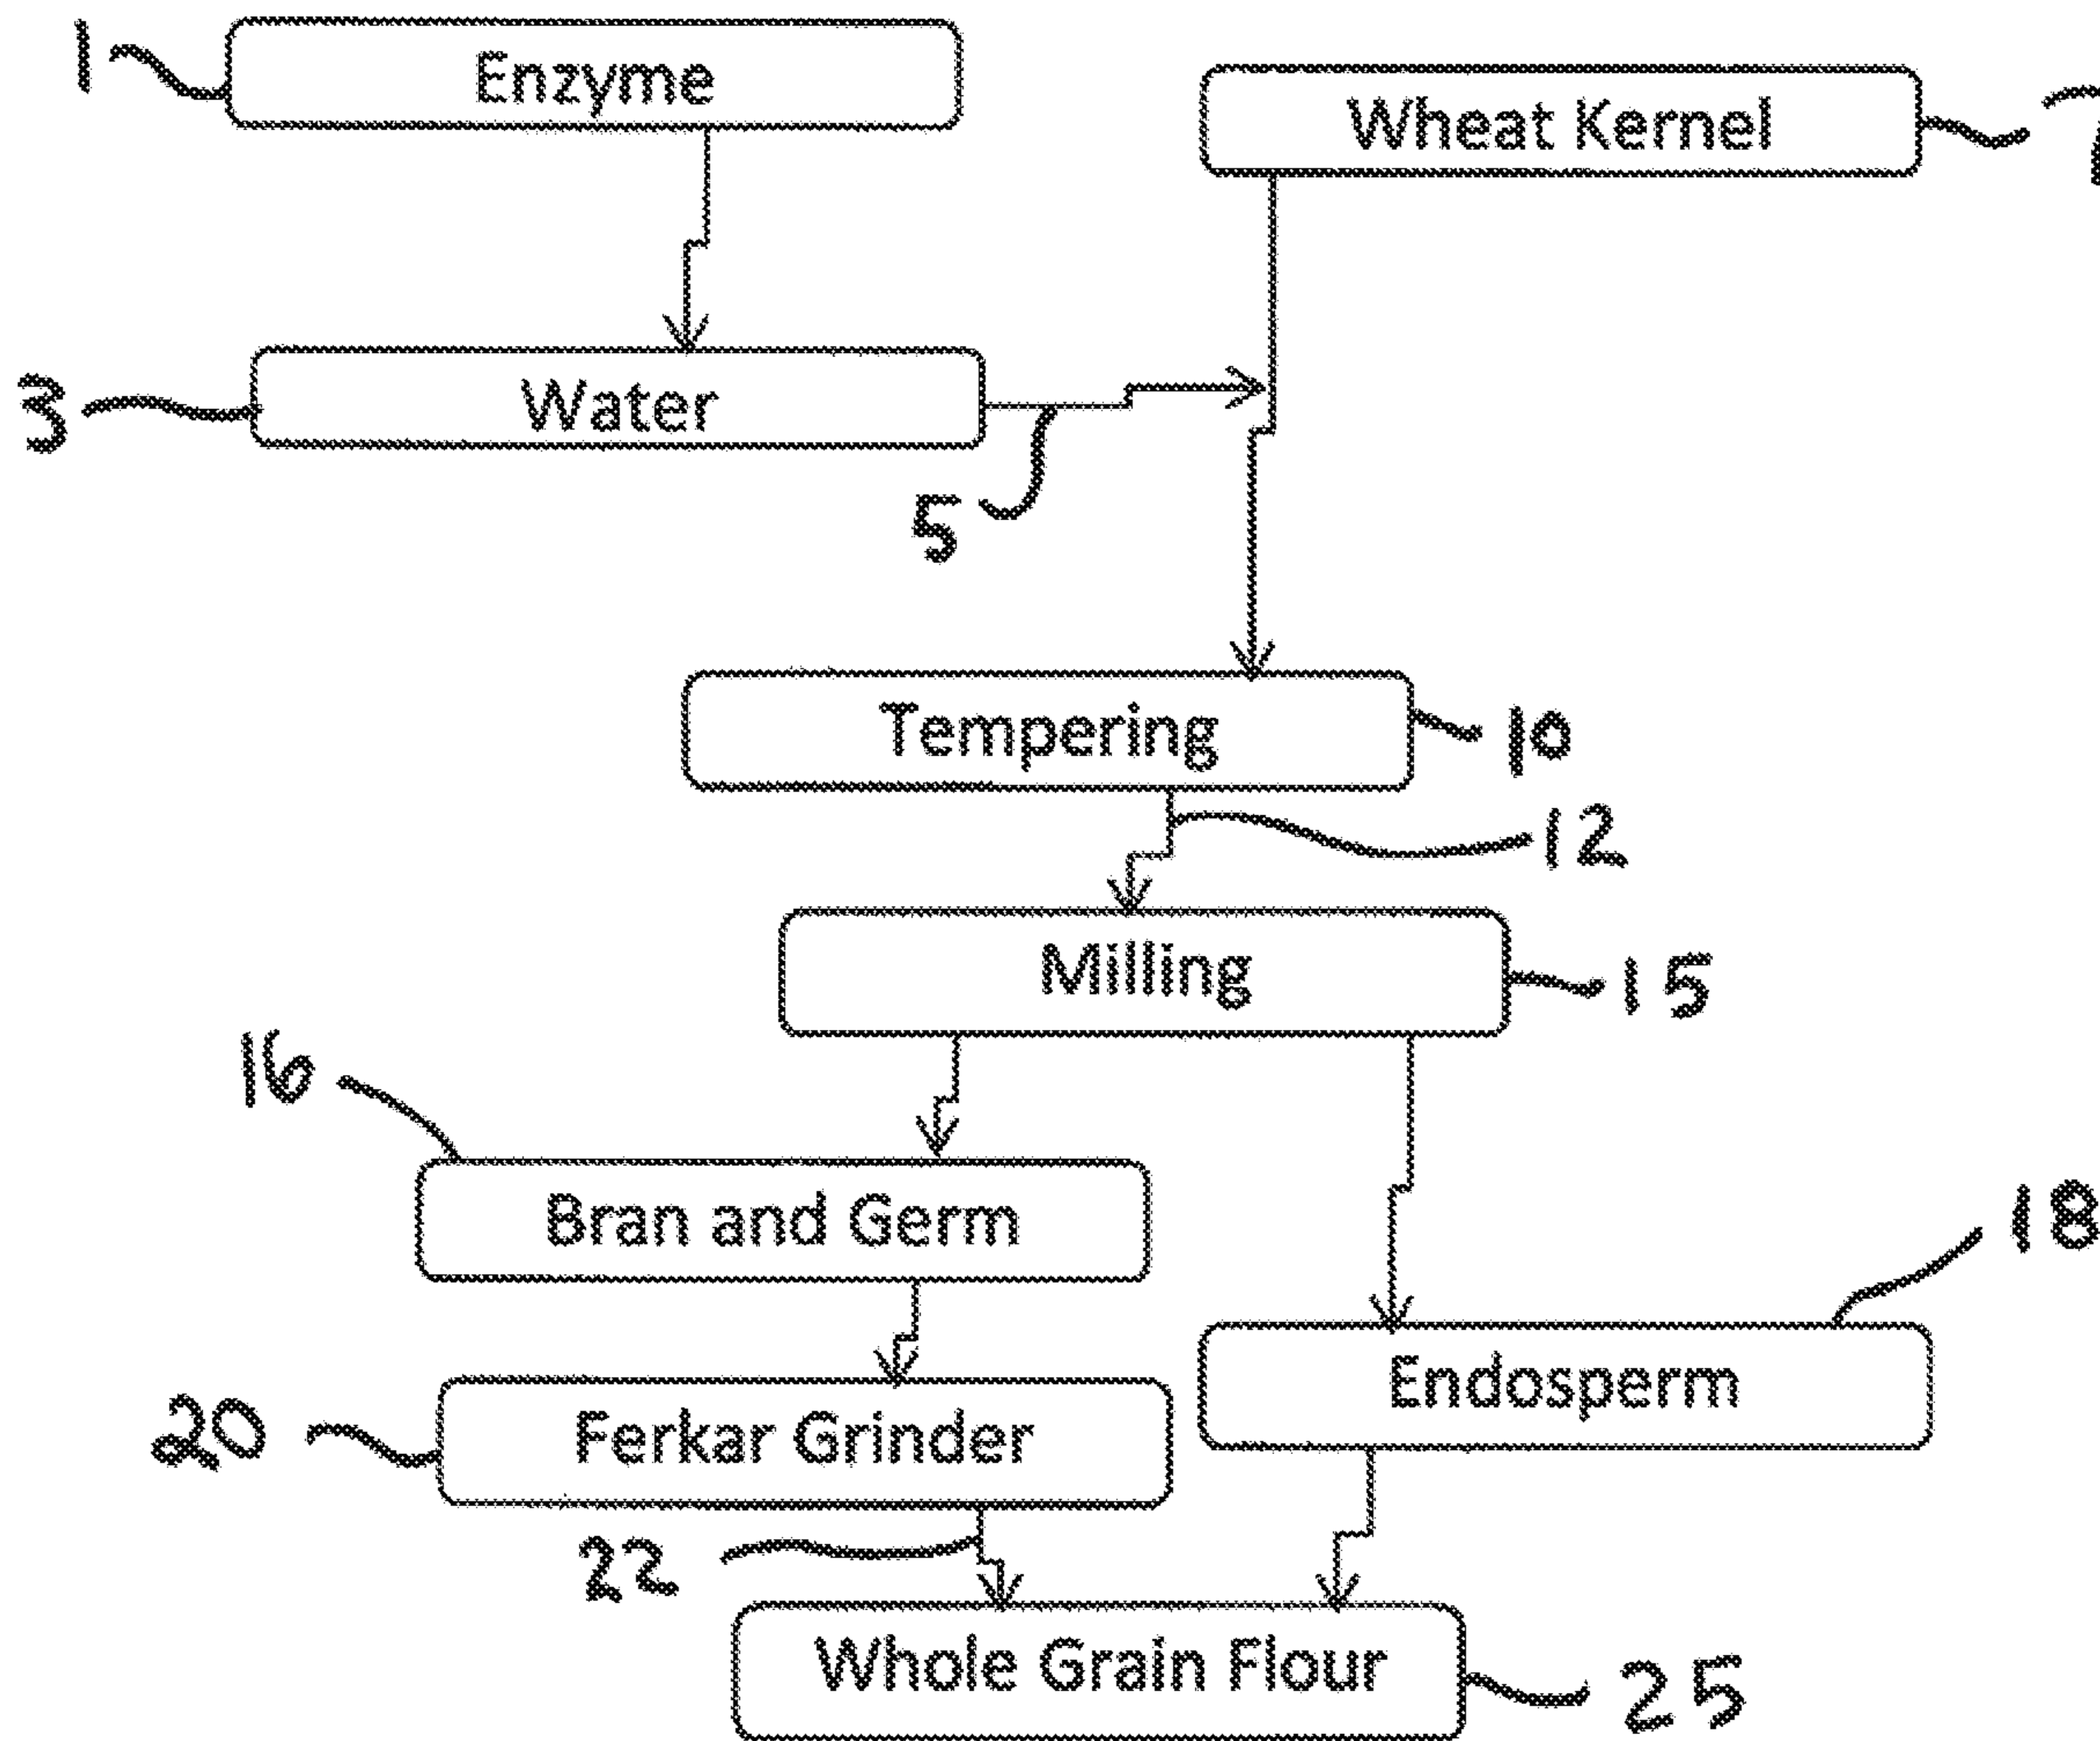 1
Enzyme
Wheat Kernel
3
Water
5
Tempering
10
12
Milling
15
16
Bran and Germ
18
Endosperm
20
Ferkar Grinder
22
Whole Grain Flour
25